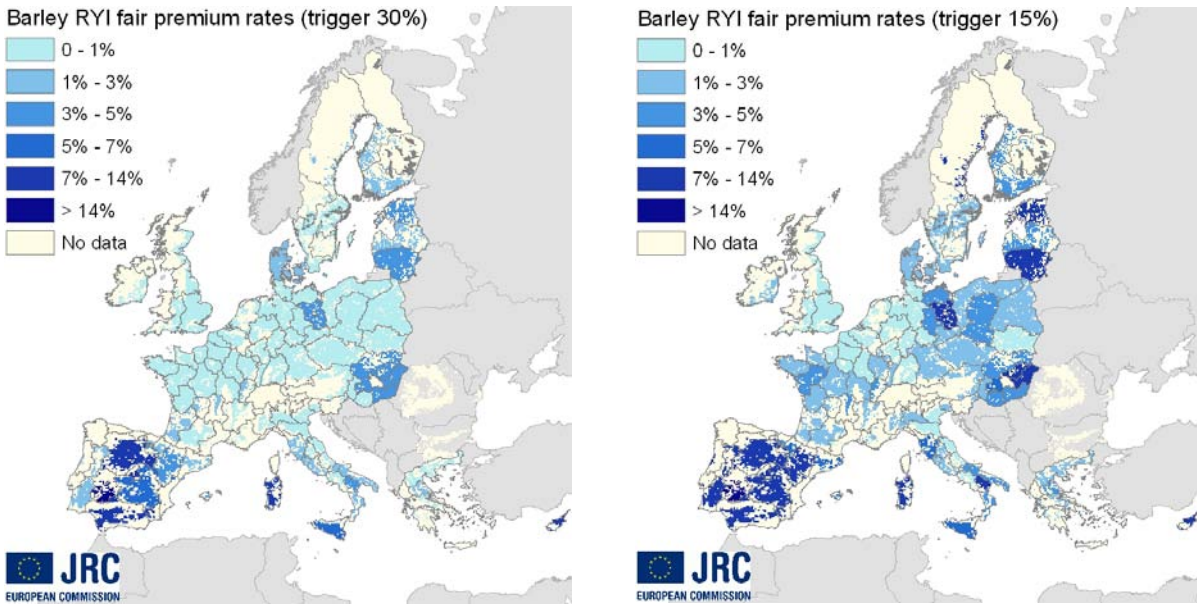 Barley RYI fair premium rates (trigger 30%)
0 - 1%
1% - 3%
3% - 5%
5% - 7%
7% - 14%
> 14%
No data
JRC
EUROPEAN COMMISSION
Barley RYI fair premium rates (trigger 15%)
0 - 1%
1% - 3%
3% - 5%
5% - 7%
7% - 14%
> 14%
No data
JRC
EUROPEAN COMMISSION